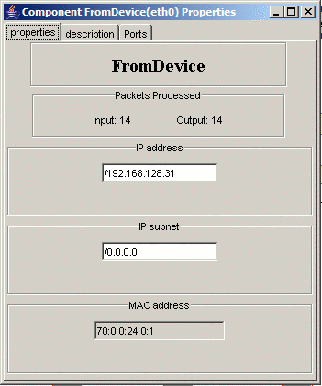 Component FromDevice(eth0) Properties
properties description Ports
FromDevice
Packets Processed
Input: 14 Output: 14
IP address
/192.168.126.31
IP subnet
/0.0.0.0
MAC address
70:0:0:24:0:1